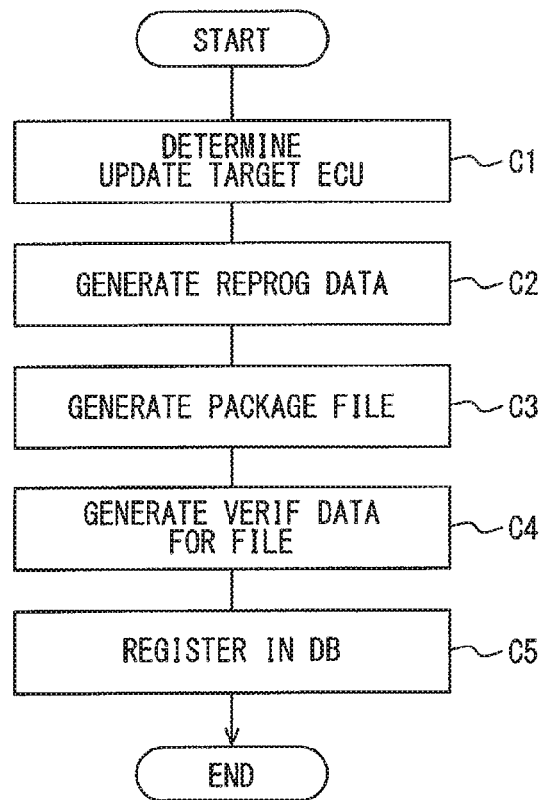 START
DETERMINE
UPDATE TARGET ECU
C1
GENERATE REPROG DATA
C2
GENERATE PACKAGE FILE
C3
GENERATE VERIF DATA
FOR FILE
C4
REGISTER IN DB
C5
END